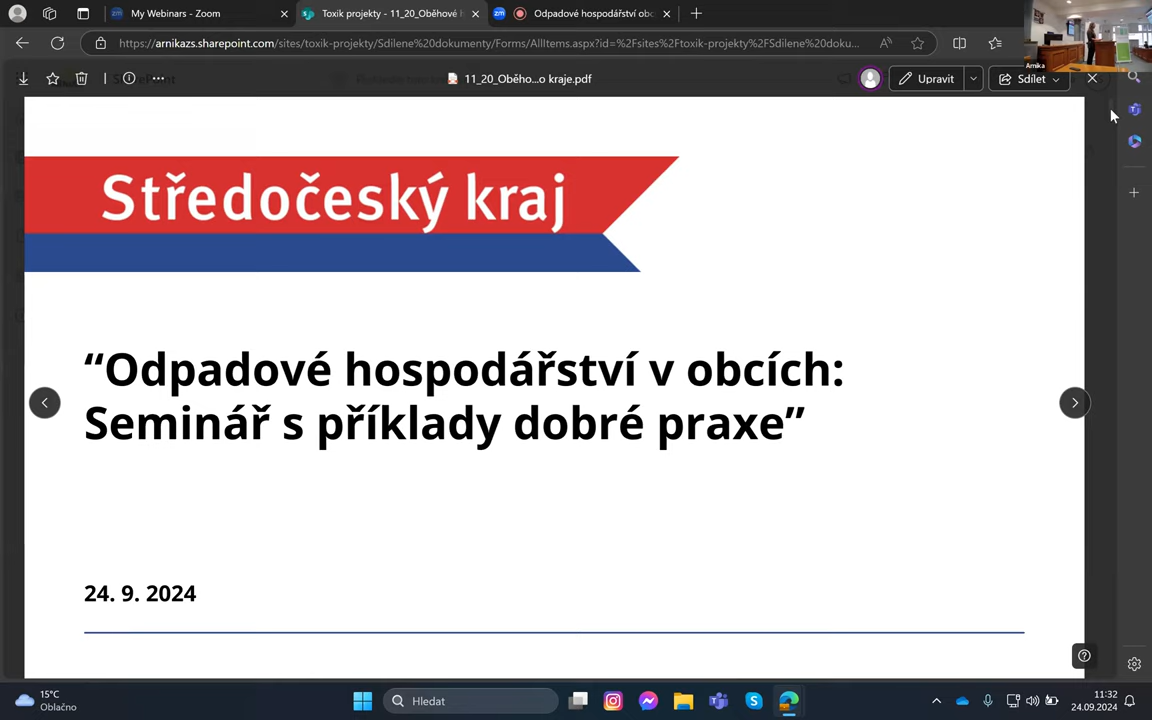 My Webinars - Zoom
Toxik projekty - 11_20_Oběhové h
Odpadové hospodářství obc
https://arnikazs.sharepoint.com/sites/toxik-projekty/Sdilene%20dokumenty/Forms/AllItems.aspx?id=%2Fsites%2Ftoxik-projekty%2FSdilene%20doku...
Arnika
11_20_Oběho...o kraje.pdf
Upravit
Sdílet
Středočeský kraj
“Odpadové hospodářství v obcích:
Seminář s příklady dobré praxe”
24. 9. 2024
15°C
Oblačno
Hledat
11:32
24.09.2024